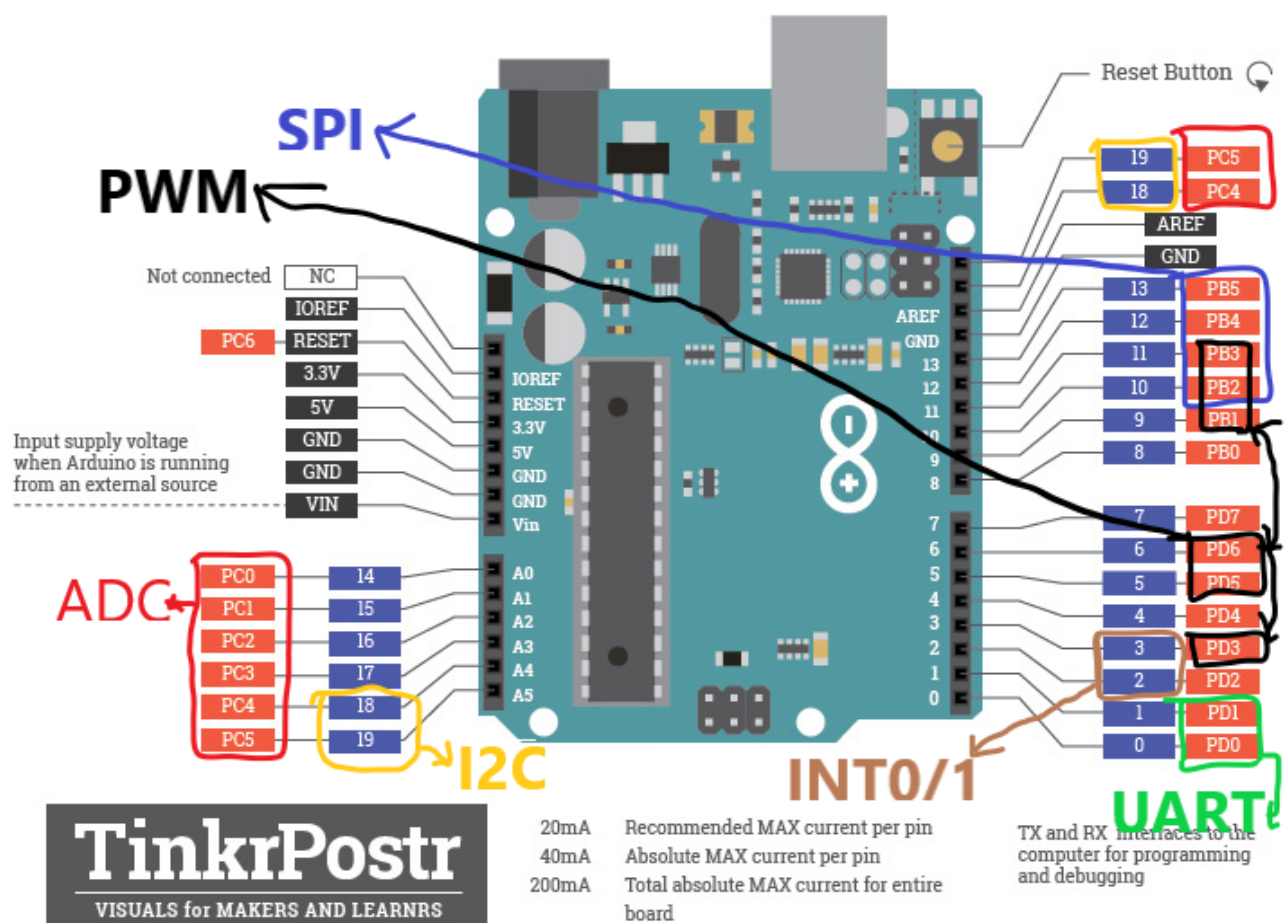 Reset Button
SPI
PWM
19 PC5
18 PC4
AREF
GND
Not connected NC
IOREF
PC6 RESET
3.3V
5V
GND
GND
VIN
Input supply voltage
when Arduino is running
from an external source
IOREF
RESET
3.3V
5V
GND
GND
Vin
AREF
GND
13
12
11
10
9
8
13 PB5
12 PB4
11 PB3
10 PB2
9 PB1
8 PB0
ADC
PC0 14
PC1 15
PC2 16
PC3 17
PC4 18
PC5 19
A0
A1
A2
A3
A4
A5
I2C
7
6
5
4
3
2
1
0
7 PD7
6 PD6
5 PD5
4 PD4
3 PD3
2 PD2
1 PD1
0 PD0
INT0/1
UART
TinkrPostr
VISUALS for MAKERS AND LEARNRS
20mA Recommended MAX current per pin
40mA Absolute MAX current per pin
200mA Total absolute MAX current for entire
board
TX and RX interfaces to the
computer for programming
and debugging